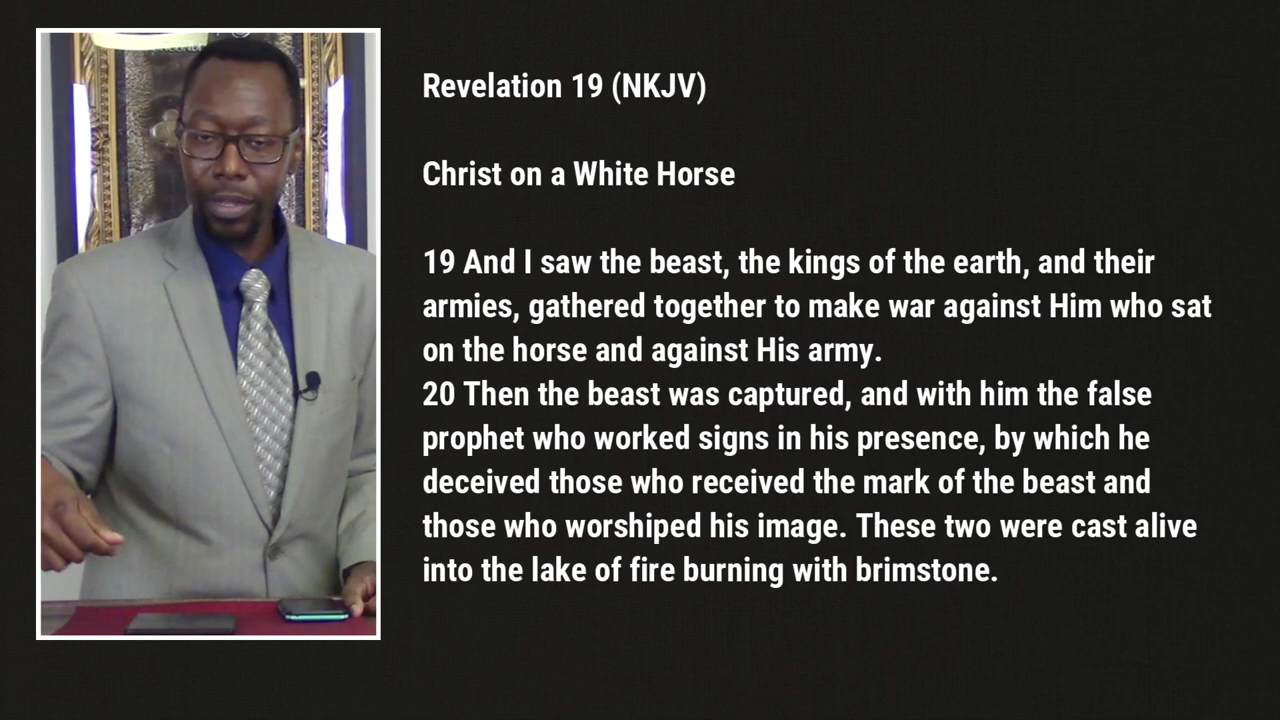 Revelation 19 (NKJV)
Christ on a White Horse
19 And I saw the beast, the kings of the earth, and their
armies, gathered together to make war against Him who sat
on the horse and against His army.
20 Then the beast was captured, and with him the false
prophet who worked signs in his presence, by which he
deceived those who received the mark of the beast and
those who worshiped his image. These two were cast alive
into the lake of fire burning with brimstone.